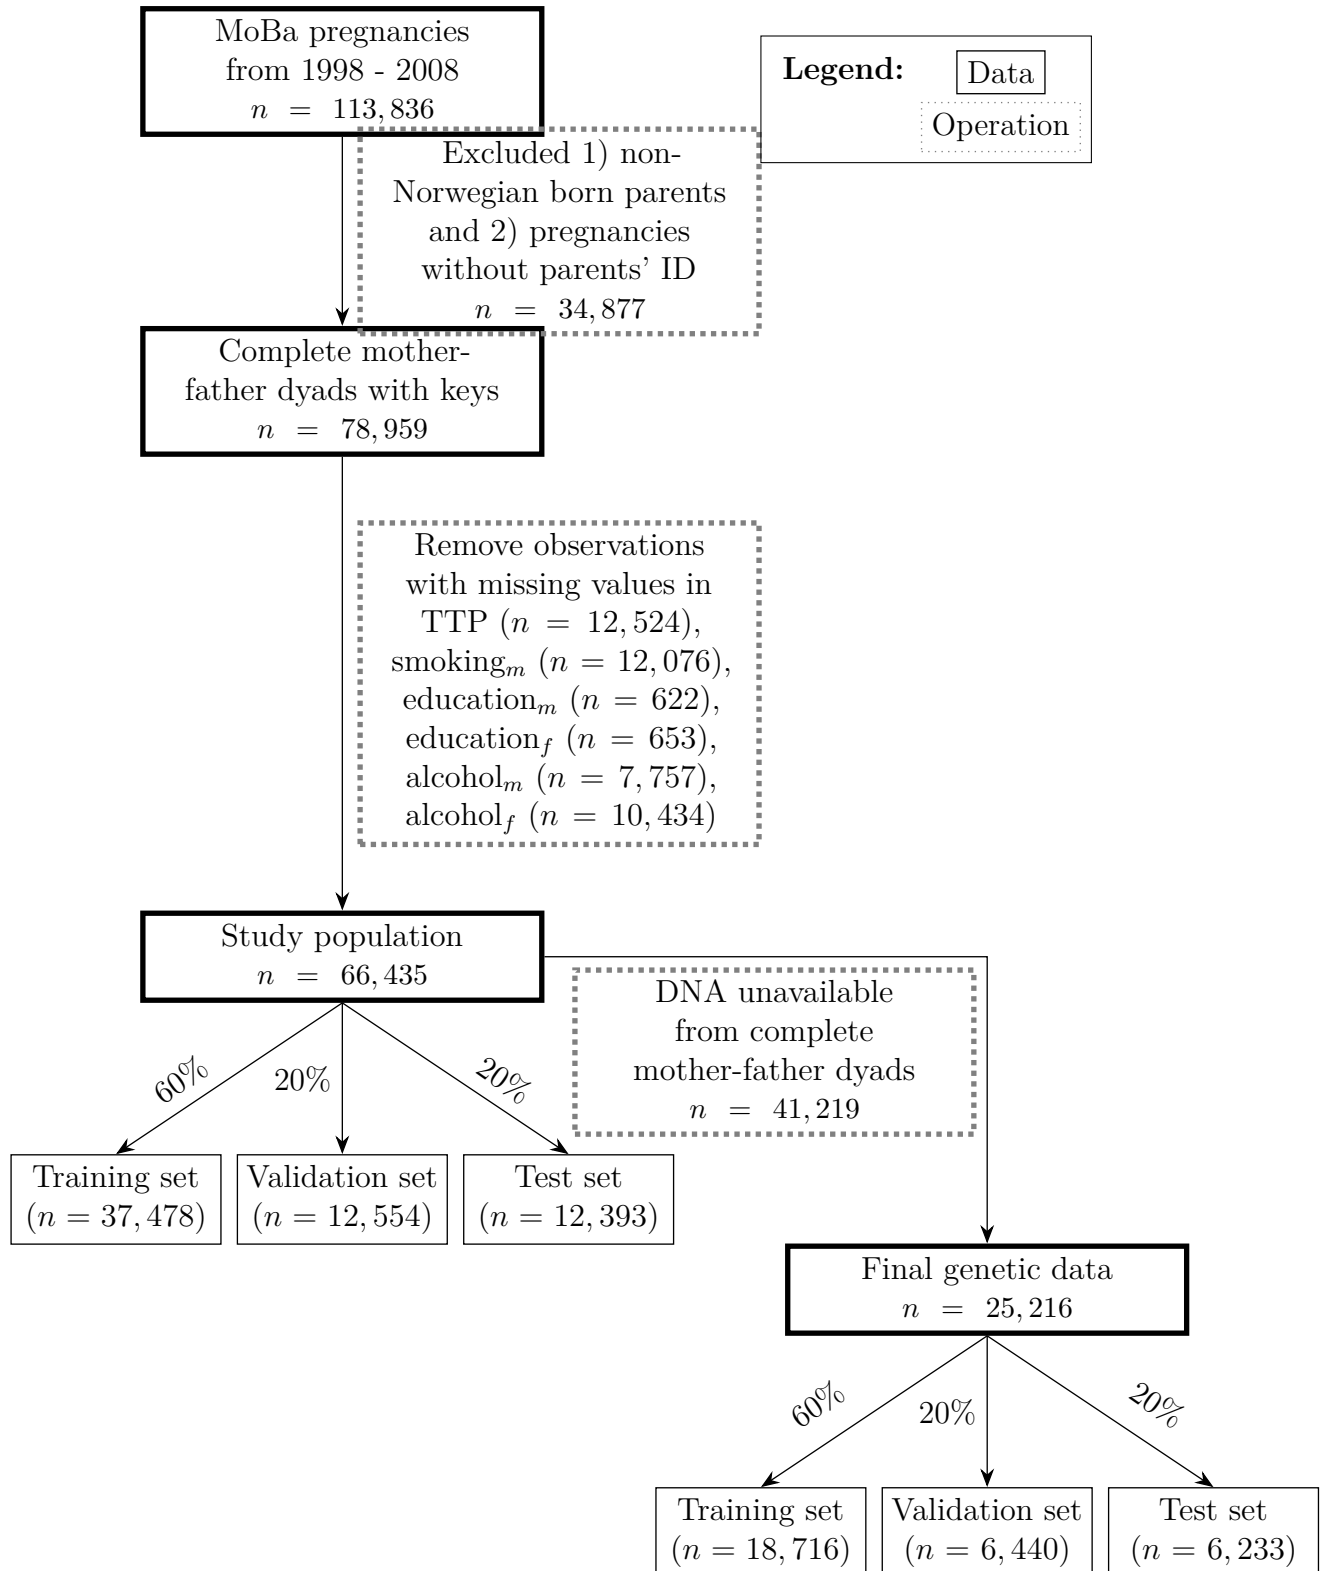 MoBa pregnancies
from 1998 - 2008
n = 113,836
Legend:
Data
Operation
Excluded 1) non-
Norwegian born parents
and 2) pregnancies
without parents' ID
n = 34,877
Complete mother-
father dyads with keys
n = 78,959
Remove observations
with missing values in
TTP (n = 12,524),
smokingₘ (n = 12,076),
educationₘ (n = 622),
education_f (n = 653),
alcoholₘ (n = 7,757),
alcohol_f (n = 10,434)
Study population
n = 66,435
DNA unavailable
from complete
mother-father dyads
n = 41,219
60%
20%
20%
Training set
(n = 37,478)
Validation set
(n = 12,554)
Test set
(n = 12,393)
Final genetic data
n = 25,216
60%
20%
20%
Training set
(n = 18,716)
Validation set
(n = 6,440)
Test set
(n = 6,233)